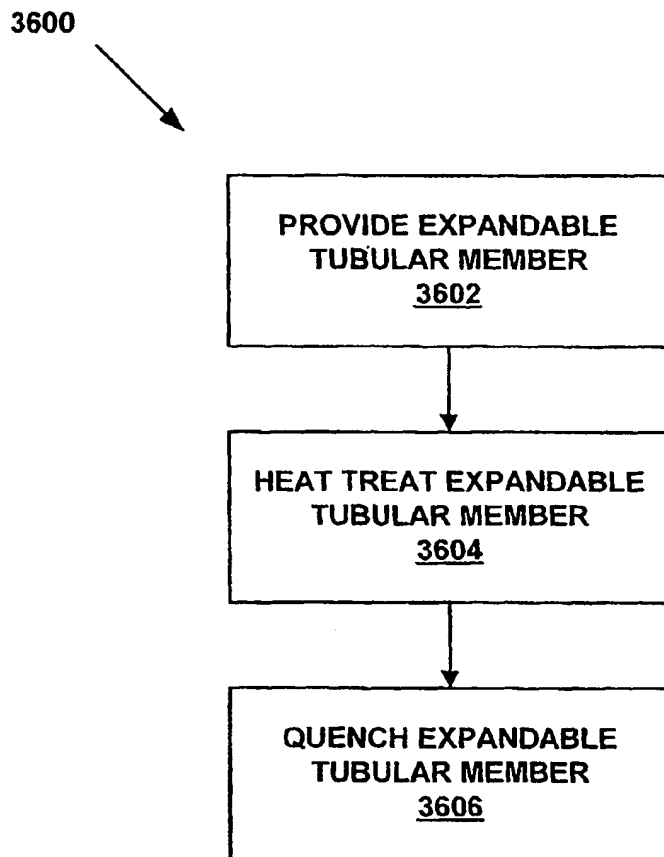 3600
PROVIDE EXPANDABLE
TUBULAR MEMBER
3602
HEAT TREAT EXPANDABLE
TUBULAR MEMBER
3604
QUENCH EXPANDABLE
TUBULAR MEMBER
3606